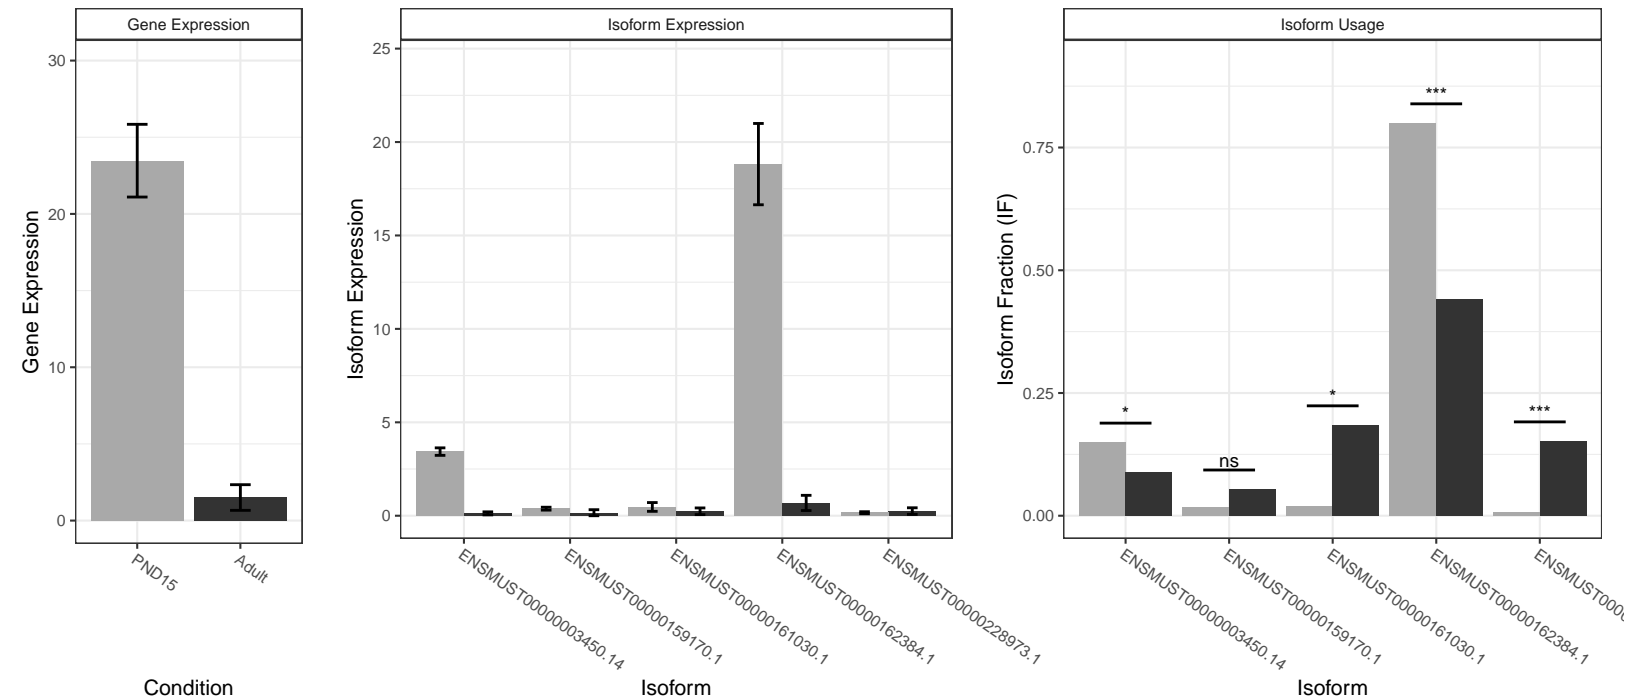 Gene Expression
Isoform Expression
Isoform Usage
Gene Expression
30
20
10
0
PND15
Adult
Condition
Isoform Expression
25
20
15
10
5
0
ENSMUST00000003450.14
ENSMUST00000159170.1
ENSMUST00000161030.1
ENSMUST00000162384.1
ENSMUST00000228973.1
Isoform
Isoform Fraction (IF)
0.75
0.50
0.25
0.00
*
ns
*
***
***
ENSMUST00000003450.14
ENSMUST00000159170.1
ENSMUST00000161030.1
ENSMUST00000162384.1
Isoform